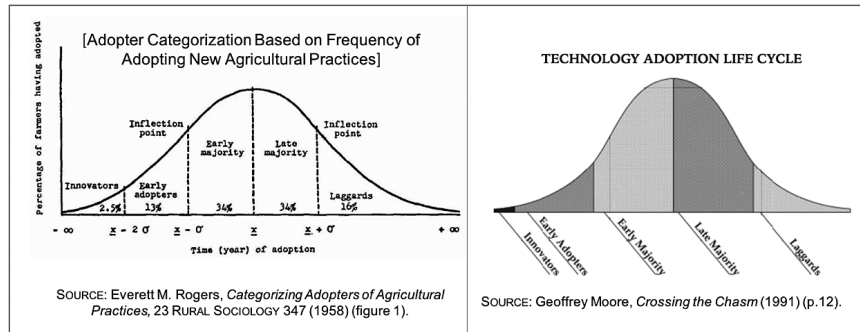 [Adopter Categorization Based on Frequency of
Adopting New Agricultural Practices]
Percentage of farmers having adopted
Inflection
point
Early
majority
Late
majority
Inflection
point
Innovators
Early
adopters
Laggards
2.5%
13%
34%
34%
16%
- ∞
x - 2 σ
x - σ
x
x + σ
+ ∞
Time (year) of adoption
SOURCE: Everett M. Rogers, Categorizing Adopters of Agricultural
Practices, 23 RURAL SOCIOLOGY 347 (1958) (figure 1).
TECHNOLOGY ADOPTION LIFE CYCLE
Innovators
Early Adopters
Early Majority
Late Majority
Laggards
SOURCE: Geoffrey Moore, Crossing the Chasm (1991) (p.12).